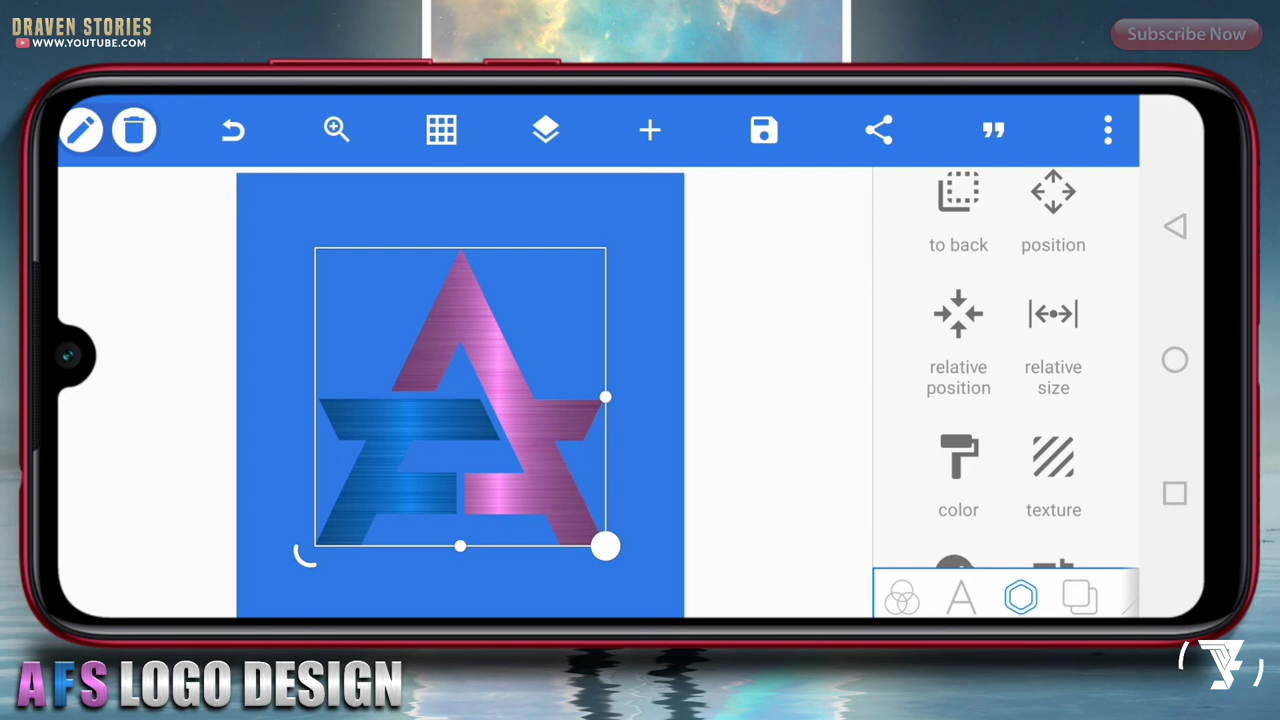 DRAVEN STORIES
WWW.YOUTUBE.COM
Subscribe Now
to back
position
relative
position
relative
size
color
texture
AFS LOGO DESIGN